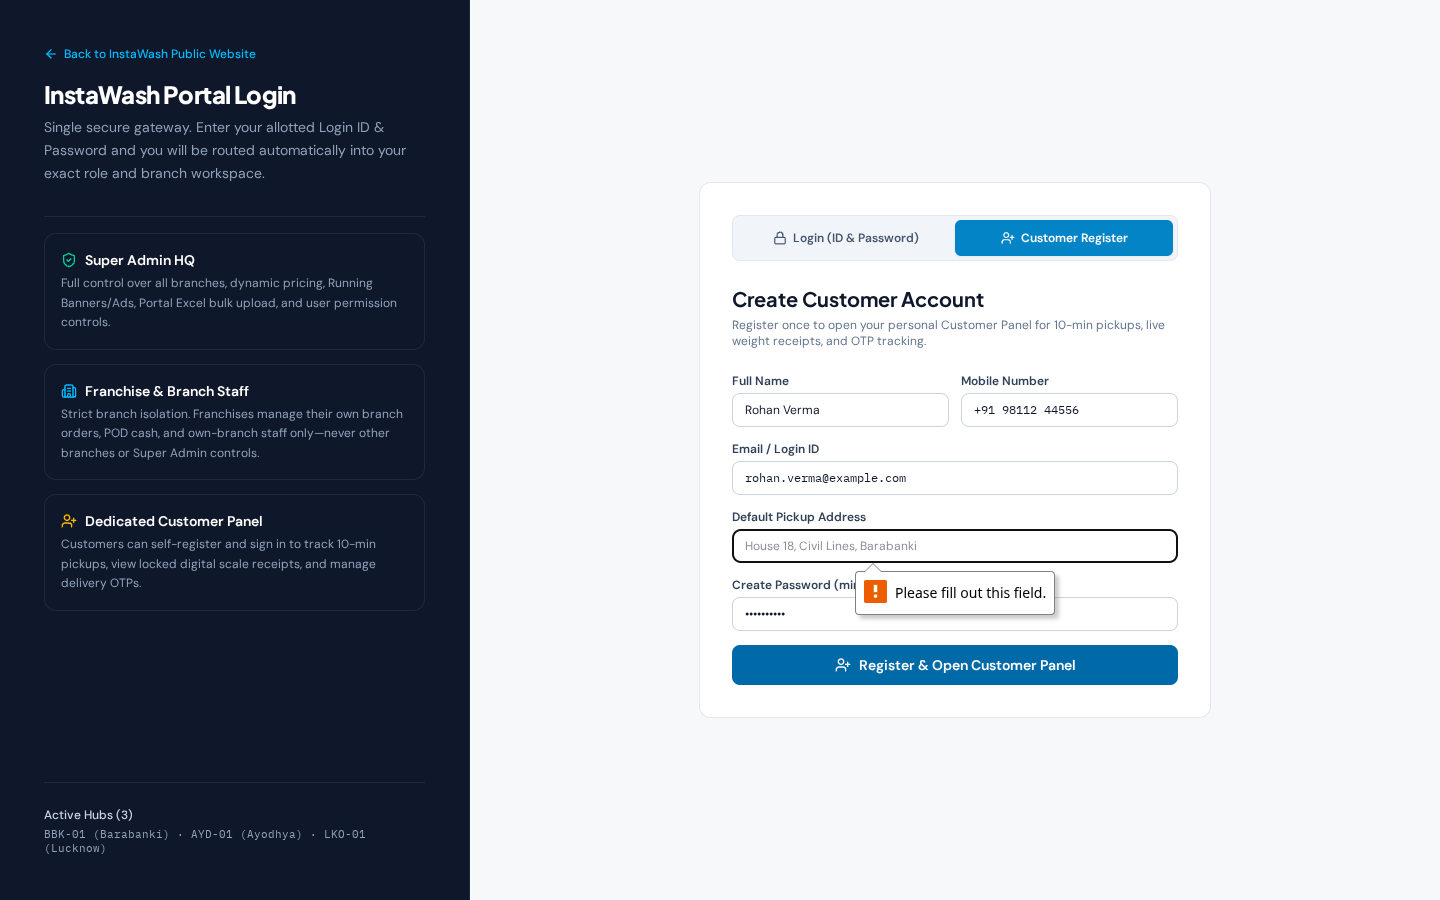 Back to InstaWash Public Website
InstaWash Portal Login
Single secure gateway. Enter your allotted Login ID &
Password and you will be routed automatically into your
exact role and branch workspace.
Super Admin HQ
Full control over all branches, dynamic pricing, Running
Banners/Ads, Portal Excel bulk upload, and user permission
controls.
Franchise & Branch Staff
Strict branch isolation. Franchises manage their own branch
orders, POD cash, and own-branch staff only—never other
branches or Super Admin controls.
Dedicated Customer Panel
Customers can self-register and sign in to track 10-min
pickups, view locked digital scale receipts, and manage
delivery OTPs.
Active Hubs (3)
BBK-01 (Barabanki) · AYD-01 (Ayodhya) · LKO-01
(Lucknow)
Login (ID & Password)
Customer Register
Create Customer Account
Register once to open your personal Customer Panel for 10-min pickups, live
weight receipts, and OTP tracking.
Full Name
Mobile Number
Rohan Verma
+91 98112 44556
Email / Login ID
rohan.verma@example.com
Default Pickup Address
House 18, Civil Lines, Barabanki
Create Password
Please fill out this field.
••••••••••
Register & Open Customer Panel